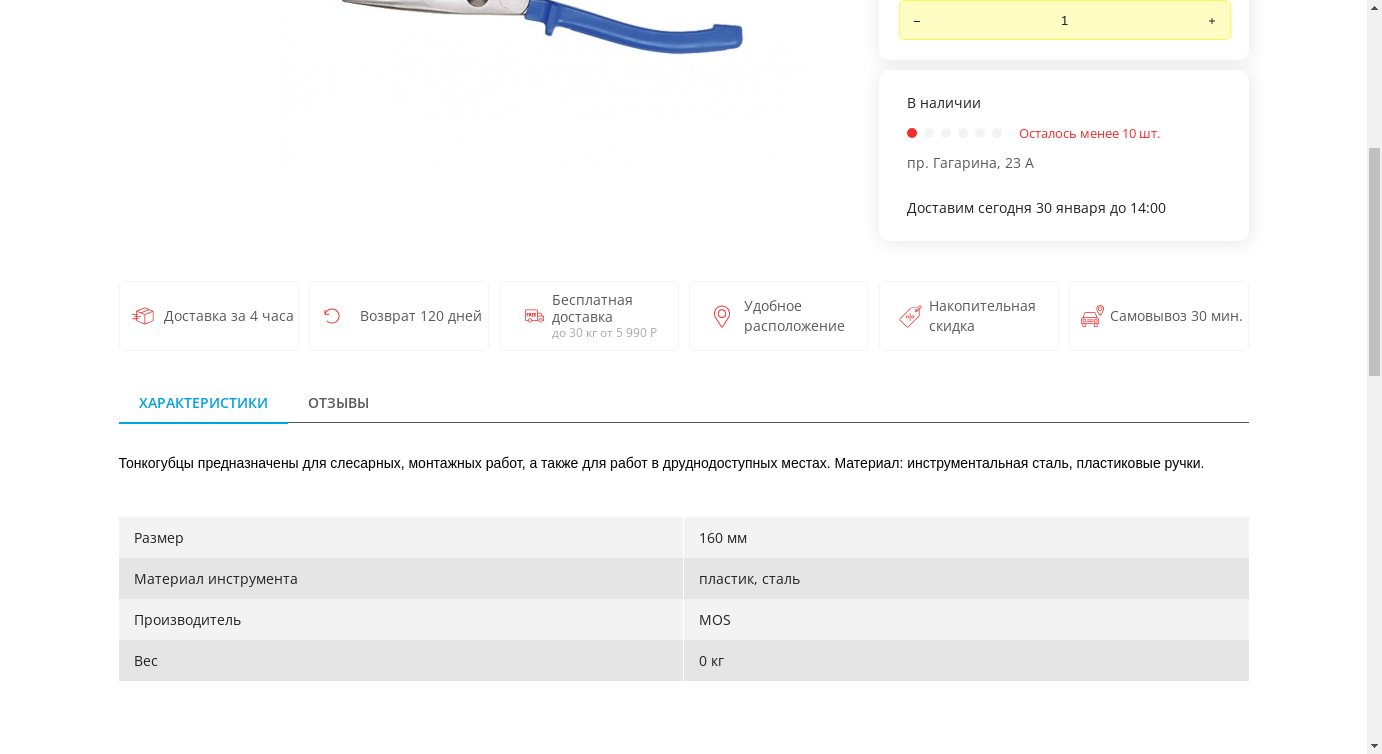 –
1
+
В наличии
Осталось менее 10 шт.
пр. Гагарина, 23 А
Доставим сегодня 30 января до 14:00
Доставка за 4 часа
Возврат 120 дней
FREE
Бесплатная
доставка
до 30 кг от 5 990 Р
Удобное
расположение
Накопительная
скидка
Самовывоз 30 мин.
ХАРАКТЕРИСТИКИ
ОТЗЫВЫ
Тонкогубцы предназначены для слесарных, монтажных работ, а также для работ в друднодоступных местах. Материал: инструментальная сталь, пластиковые ручки.
Размер
160 мм
Материал инструмента
пластик, сталь
Производитель
MOS
Вес
0 кг